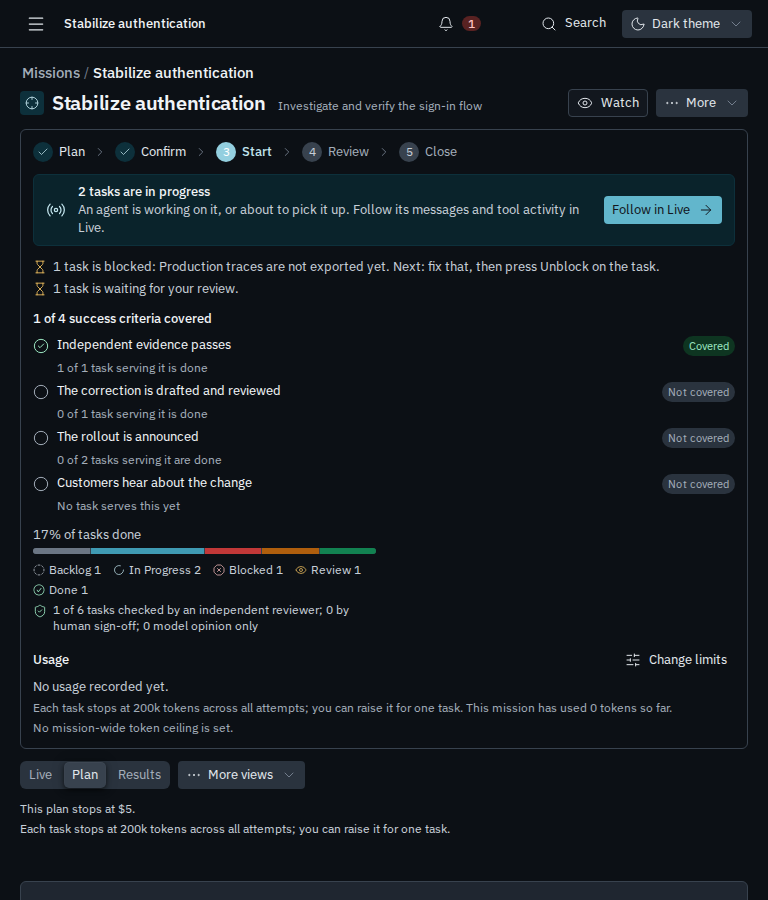 Stabilize authentication
1
Search
Dark theme
Missions / Stabilize authentication
Stabilize authentication
Investigate and verify the sign-in flow
Watch
More
Plan
Confirm
3 Start
4 Review
5 Close
2 tasks are in progress
An agent is working on it, or about to pick it up. Follow its messages and tool activity in
Live.
Follow in Live
1 task is blocked: Production traces are not exported yet. Next: fix that, then press Unblock on the task.
1 task is waiting for your review.
1 of 4 success criteria covered
Independent evidence passes
Covered
1 of 1 task serving it is done
The correction is drafted and reviewed
Not covered
0 of 1 task serving it is done
The rollout is announced
Not covered
0 of 2 tasks serving it are done
Customers hear about the change
Not covered
No task serves this yet
17% of tasks done
Backlog 1
In Progress 2
Blocked 1
Review 1
Done 1
1 of 6 tasks checked by an independent reviewer; 0 by
human sign-off; 0 model opinion only
Usage
Change limits
No usage recorded yet.
Each task stops at 200k tokens across all attempts; you can raise it for one task. This mission has used 0 tokens so far.
No mission-wide token ceiling is set.
Live
Plan
Results
More views
This plan stops at $5.
Each task stops at 200k tokens across all attempts; you can raise it for one task.